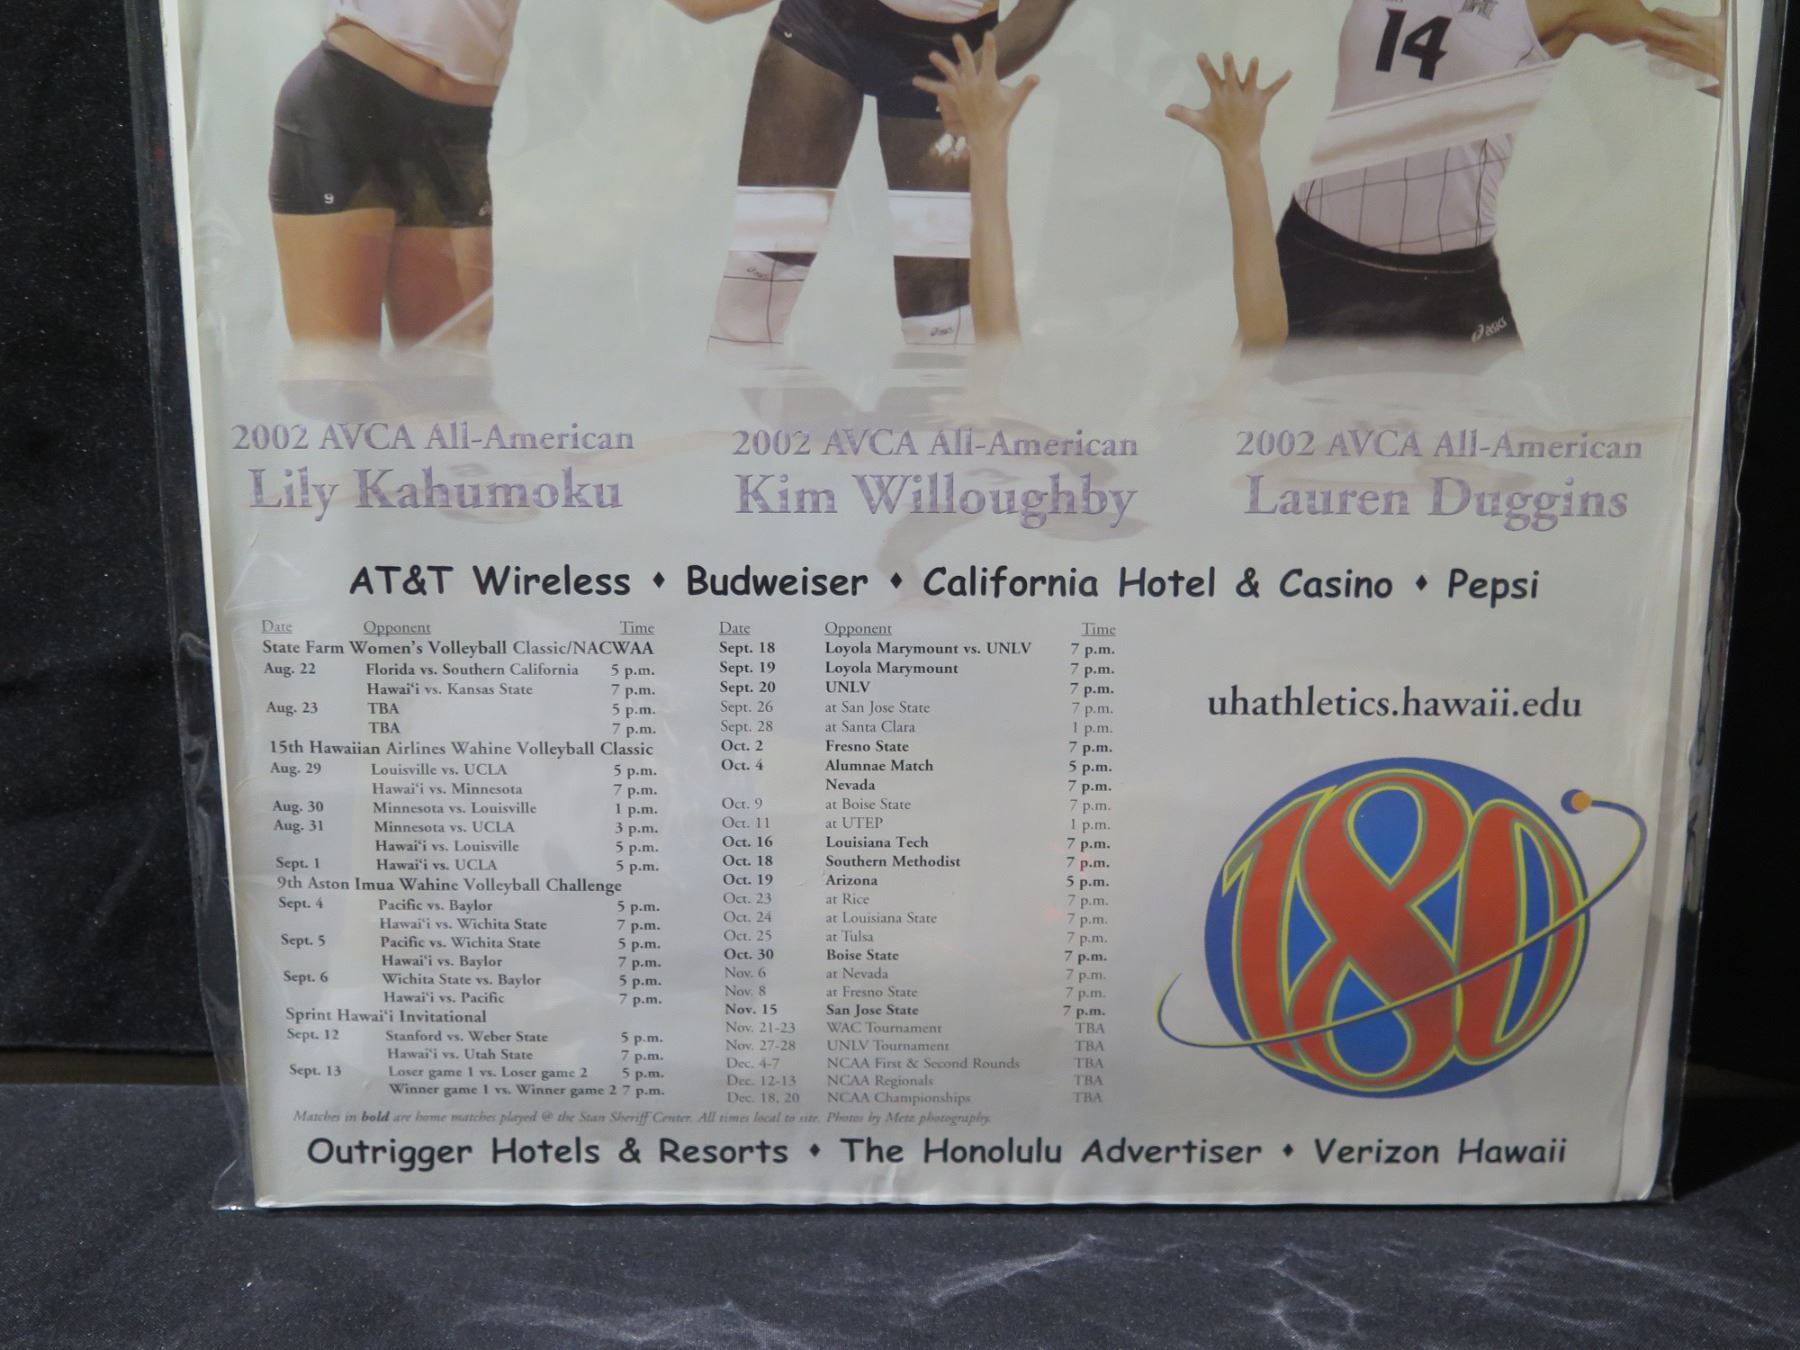 14
9
asics
2002 AVCA All-American
Lily Kahumoku
2002 AVCA All-American
Kim Willoughby
2002 AVCA All-American
Lauren Duggins
AT&T Wireless ♦ Budweiser ♦ California Hotel & Casino ♦ Pepsi
Date Opponent Time
State Farm Women's Volleyball Classic/NACWAA
Aug. 22 Florida vs. Southern California 5 p.m.
Hawai‘i vs. Kansas State 7 p.m.
Aug. 23 TBA 5 p.m.
TBA 7 p.m.
15th Hawaiian Airlines Wahine Volleyball Classic
Aug. 29 Louisville vs. UCLA 5 p.m.
Hawai‘i vs. Minnesota 7 p.m.
Aug. 30 Minnesota vs. Louisville 1 p.m.
Aug. 31 Minnesota vs. UCLA 3 p.m.
Hawai‘i vs. Louisville 5 p.m.
Sept. 1 Hawai‘i vs. UCLA 5 p.m.
9th Aston Imua Wahine Volleyball Challenge
Sept. 4 Pacific vs. Baylor 5 p.m.
Hawai‘i vs. Wichita State 7 p.m.
Sept. 5 Pacific vs. Wichita State 5 p.m.
Hawai‘i vs. Baylor 7 p.m.
Sept. 6 Wichita State vs. Baylor 5 p.m.
Hawai‘i vs. Pacific 7 p.m.
Sprint Hawai‘i Invitational
Sept. 12 Stanford vs. Weber State 5 p.m.
Hawai‘i vs. Utah State 7 p.m.
Sept. 13 Loser game 1 vs. Loser game 2 5 p.m.
Winner game 1 vs. Winner game 2 7 p.m.
Date Opponent Time
Sept. 18 Loyola Marymount vs. UNLV 7 p.m.
Sept. 19 Loyola Marymount 7 p.m.
Sept. 20 UNLV 7 p.m.
Sept. 26 at San Jose State 7 p.m.
Sept. 28 at Santa Clara 1 p.m.
Oct. 2 Fresno State 7 p.m.
Oct. 4 Alumnae Match 5 p.m.
Nevada 7 p.m.
Oct. 9 at Boise State 7 p.m.
Oct. 11 at UTEP 1 p.m.
Oct. 16 Louisiana Tech 7 p.m.
Oct. 18 Southern Methodist 7 p.m.
Oct. 19 Arizona 5 p.m.
Oct. 23 at Rice 7 p.m.
Oct. 24 at Louisiana State 7 p.m.
Oct. 25 at Tulsa 7 p.m.
Oct. 30 Boise State 7 p.m.
Nov. 6 at Nevada 7 p.m.
Nov. 8 at Fresno State 7 p.m.
Nov. 15 San Jose State 7 p.m.
Nov. 21-23 WAC Tournament TBA
Nov. 27-28 UNLV Tournament TBA
Dec. 4-7 NCAA First & Second Rounds TBA
Dec. 12-13 NCAA Regionals TBA
Dec. 18, 20 NCAA Championships TBA
Matches in bold are home matches played @ the Stan Sheriff Center. All times local to site. Photos by Metz photography.
uhathletics.hawaii.edu
180
Outrigger Hotels & Resorts ♦ The Honolulu Advertiser ♦ Verizon Hawaii